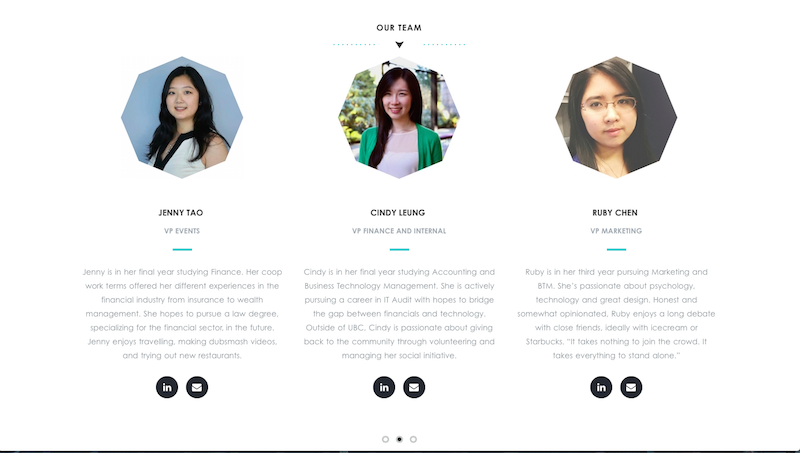 OUR TEAM
JENNY TAO
VP EVENTS
Jenny is in her final year studying Finance. Her coop
work terms offered her different experiences in the
financial industry from insurance to wealth
management. She hopes to pursue a law degree,
specializing for the financial sector, in the future.
Jenny enjoys travelling, making dubsmash videos,
and trying out new restaurants.
in
CINDY LEUNG
VP FINANCE AND INTERNAL
Cindy is in her final year studying Accounting and
Business Technology Management. She is actively
pursuing a career in IT Audit with hopes to bridge
the gap between financials and technology.
Outside of UBC, Cindy is passionate about giving
back to the community through volunteering and
managing her social initiative.
in
RUBY CHEN
VP MARKETING
Ruby is in her third year pursuing Marketing and
BTM. She's passionate about psychology,
technology and great design. Honest and
somewhat opinionated, Ruby enjoys a long debate
with close friends, ideally with icecream or
Starbucks. "It takes nothing to join the crowd. It
takes everything to stand alone."
in